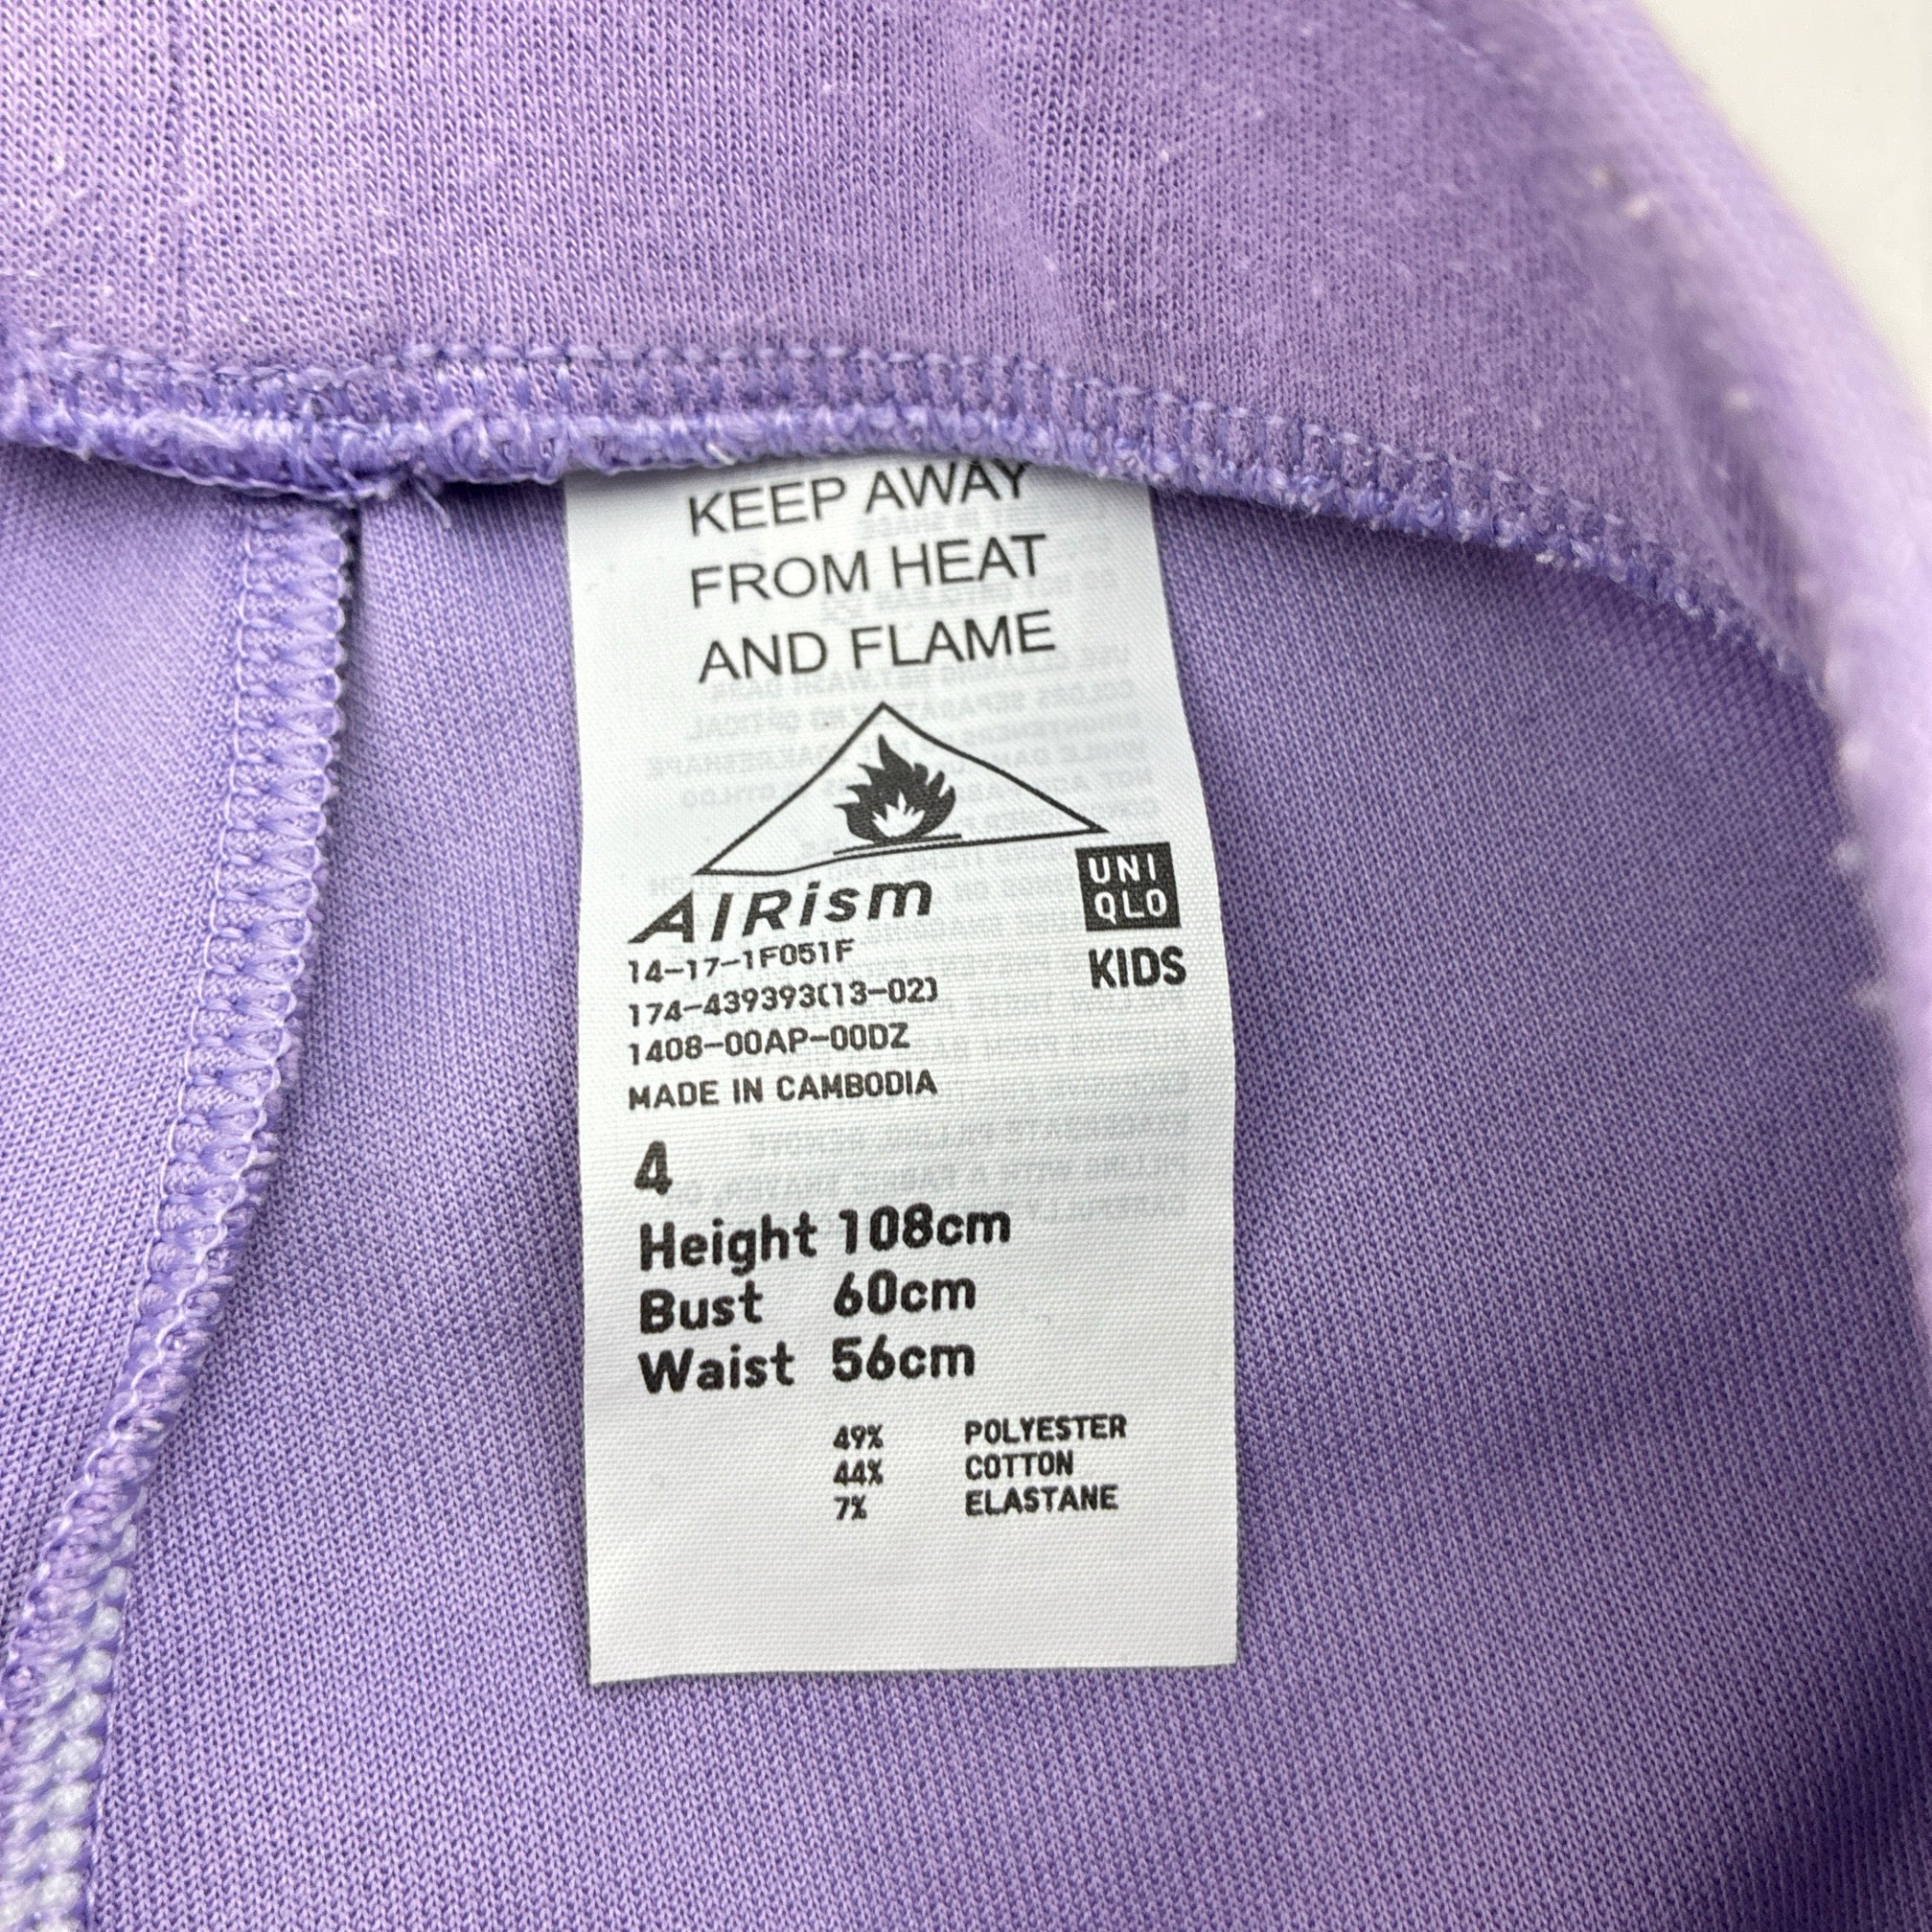 KEEP AWAY
FROM HEAT
AND FLAME
AIRism
UNI
QLO
KIDS
14-17-1F051F
174-439393(13-02)
1408-00AP-00DZ
MADE IN CAMBODIA
4
Height 108cm
Bust 60cm
Waist 56cm
49% POLYESTER
44% COTTON
7% ELASTANE